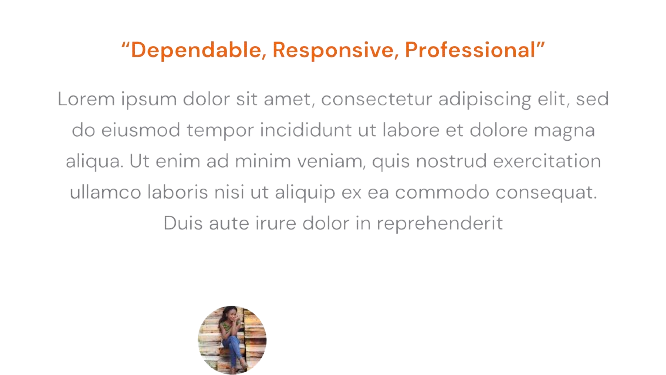 “Dependable, Responsive, Professional”
Lorem ipsum dolor sit amet, consectetur adipiscing elit, sed
do eiusmod tempor incididunt ut labore et dolore magna
aliqua. Ut enim ad minim veniam, quis nostrud exercitation
ullamco laboris nisi ut aliquip ex ea commodo consequat.
Duis aute irure dolor in reprehenderit